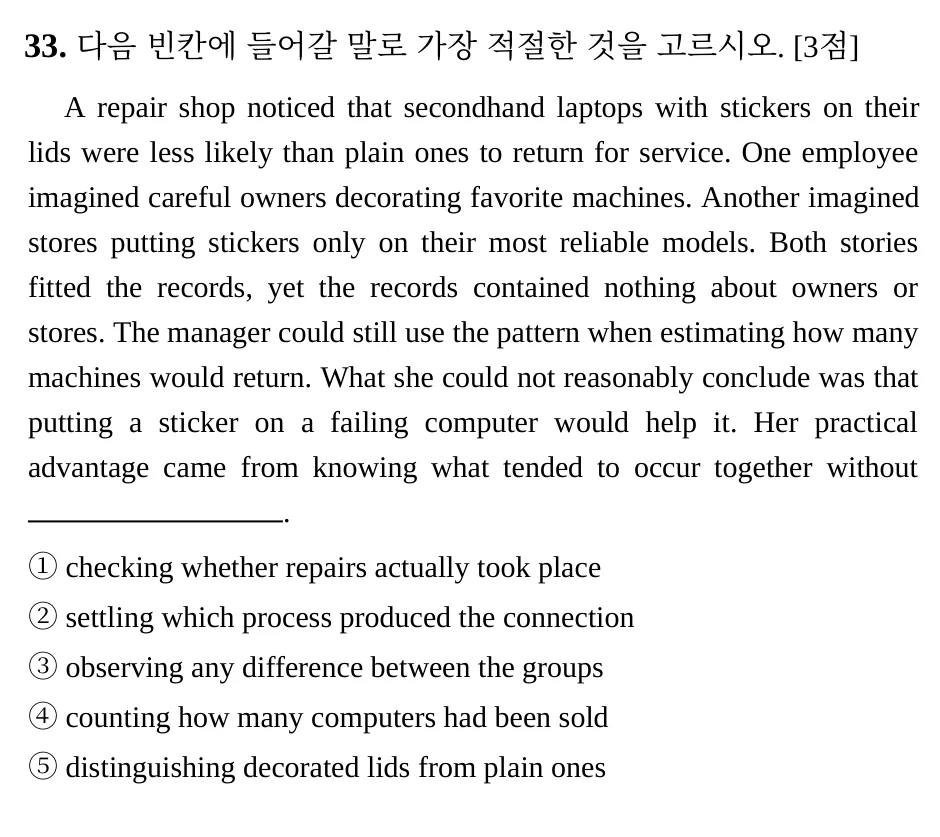 33. 다음 빈칸에 들어갈 말로 가장 적절한 것을 고르시오. [3점]
A repair shop noticed that secondhand laptops with stickers on their
lids were less likely than plain ones to return for service. One employee
imagined careful owners decorating favorite machines. Another imagined
stores putting stickers only on their most reliable models. Both stories
fitted the records, yet the records contained nothing about owners or
stores. The manager could still use the pattern when estimating how many
machines would return. What she could not reasonably conclude was that
putting a sticker on a failing computer would help it. Her practical
advantage came from knowing what tended to occur together without
____________________.
① checking whether repairs actually took place
② settling which process produced the connection
③ observing any difference between the groups
④ counting how many computers had been sold
⑤ distinguishing decorated lids from plain ones